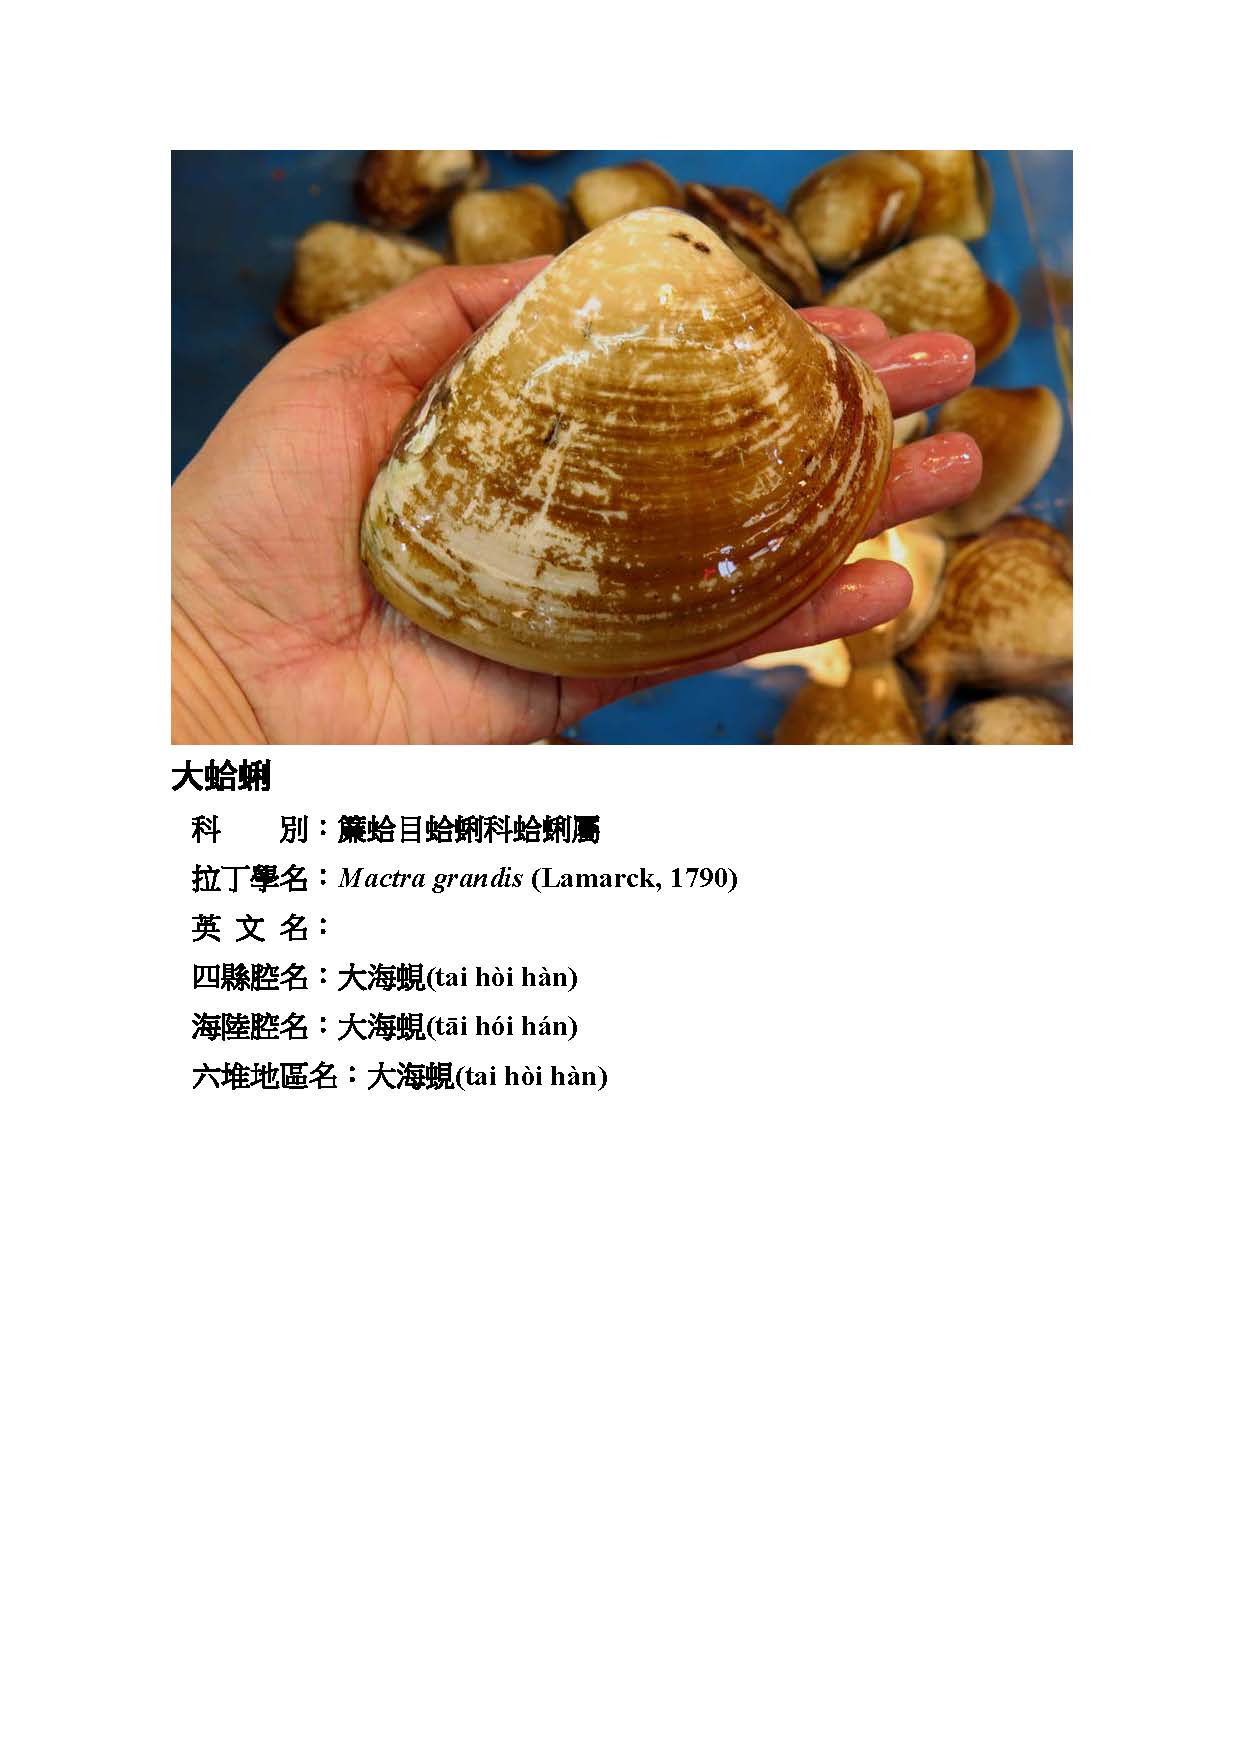 大蛤蜊
科　　別：簾蛤目蛤蜊科蛤蜊屬
拉丁學名：Mactra grandis (Lamarck, 1790)
英 文 名：
四縣腔名：大海蜆(tai hòi hàn)
海陸腔名：大海蜆(tāi hói hán)
六堆地區名：大海蜆(tai hòi hàn)